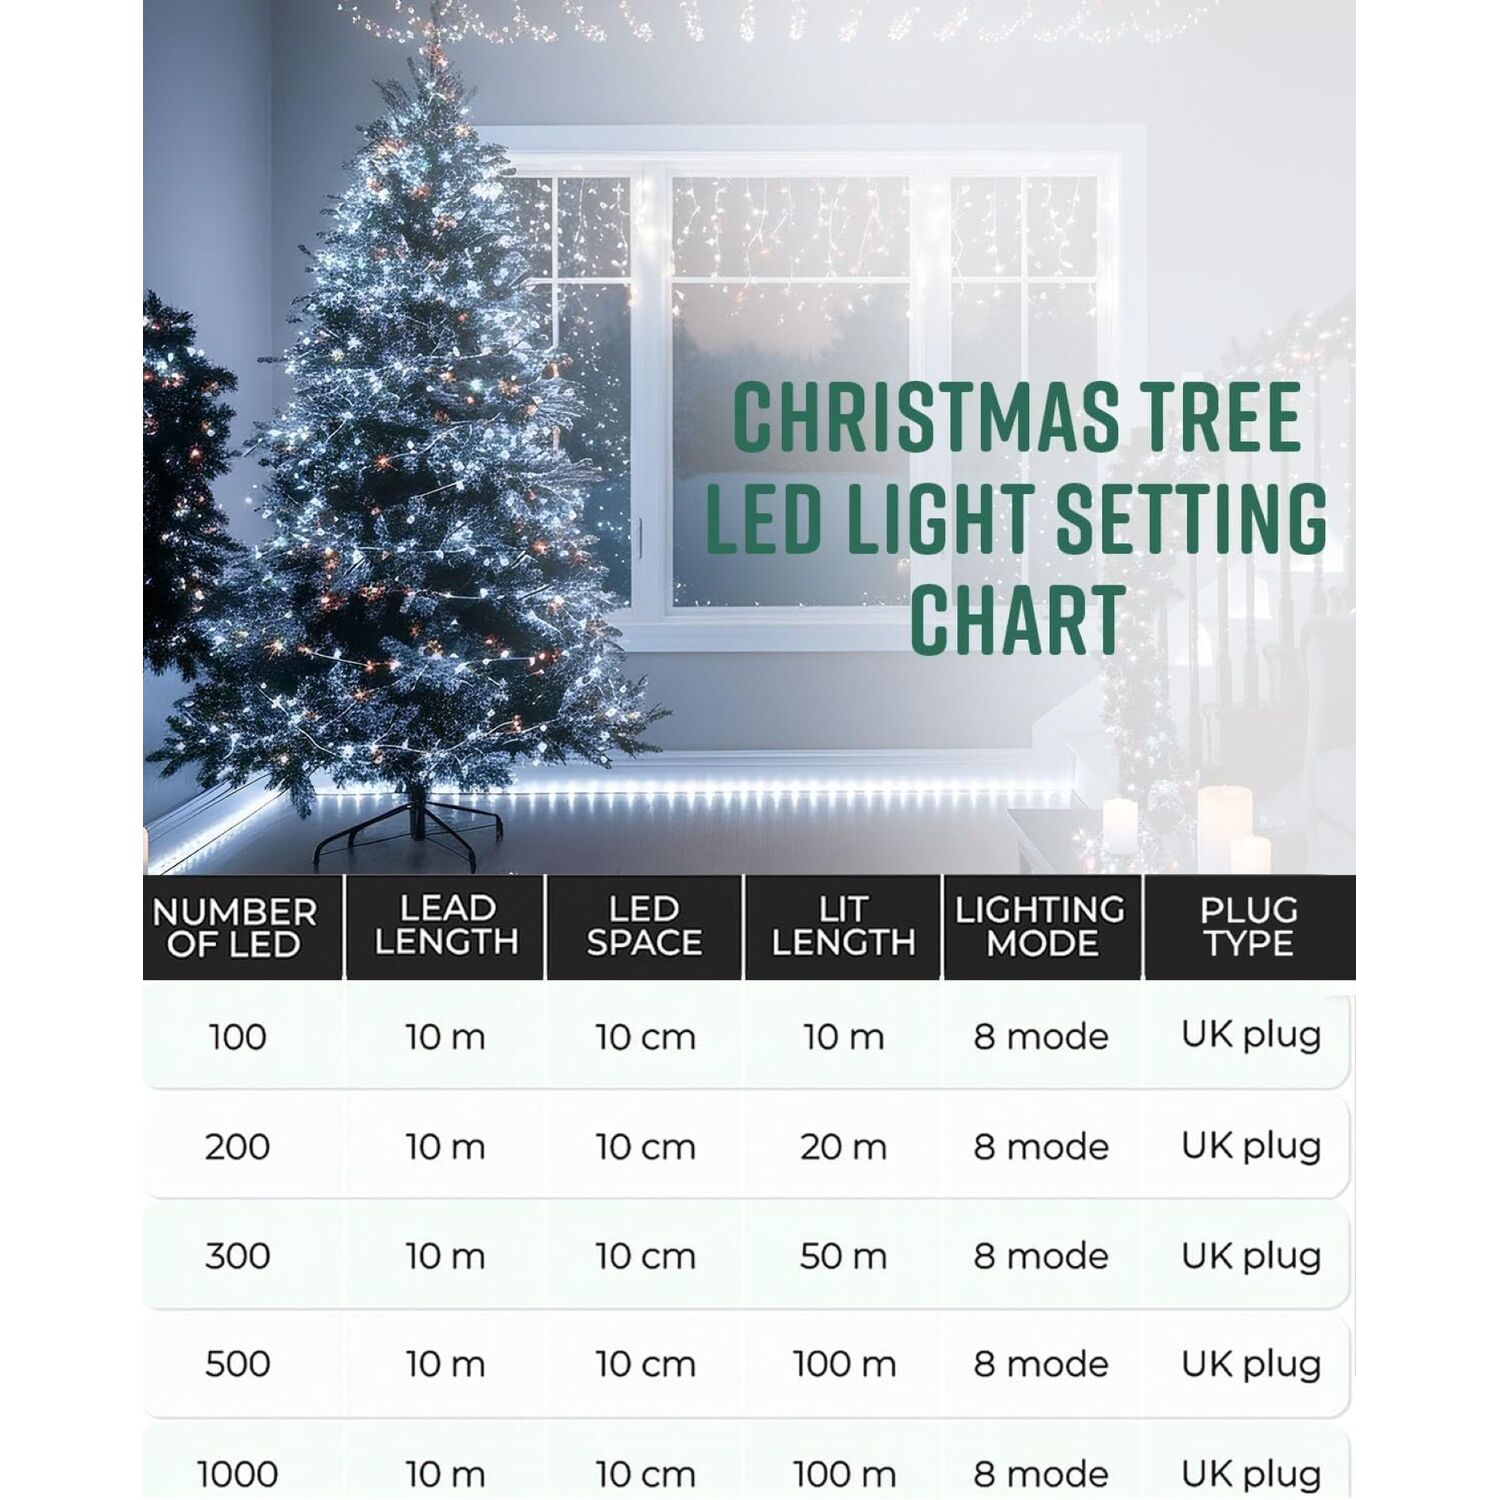 CHRISTMAS TREE
LED LIGHT SETTING
CHART
NUMBER OF LED LEAD LENGTH LED SPACE LIT LENGTH LIGHTING MODE PLUG TYPE
100 10 m 10 cm 10 m 8 mode UK plug
200 10 m 10 cm 20 m 8 mode UK plug
300 10 m 10 cm 50 m 8 mode UK plug
500 10 m 10 cm 100 m 8 mode UK plug
1000 10 m 10 cm 100 m 8 mode UK plug